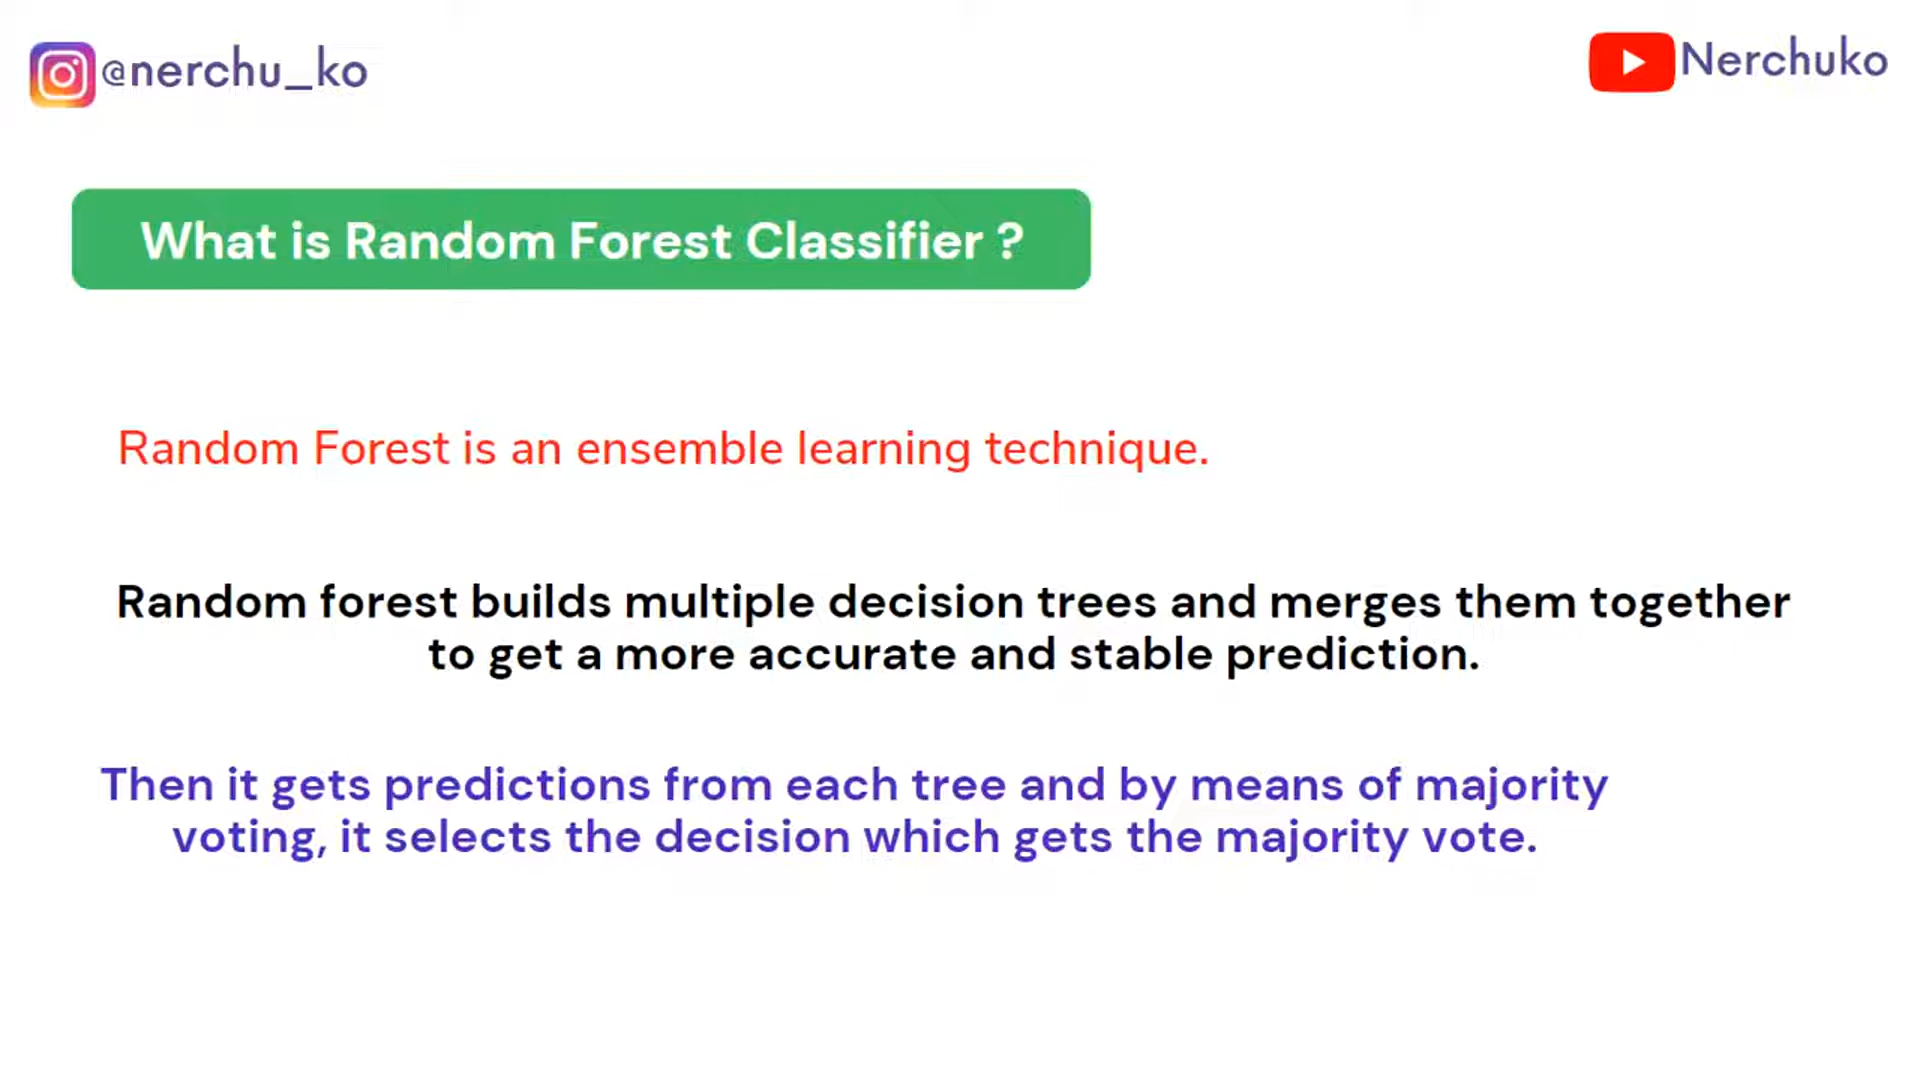 @nerchu_ko
Nerchuko
What is Random Forest Classifier ?
Random Forest is an ensemble learning technique.
Random forest builds multiple decision trees and merges them together
to get a more accurate and stable prediction.
Then it gets predictions from each tree and by means of majority
voting, it selects the decision which gets the majority vote.